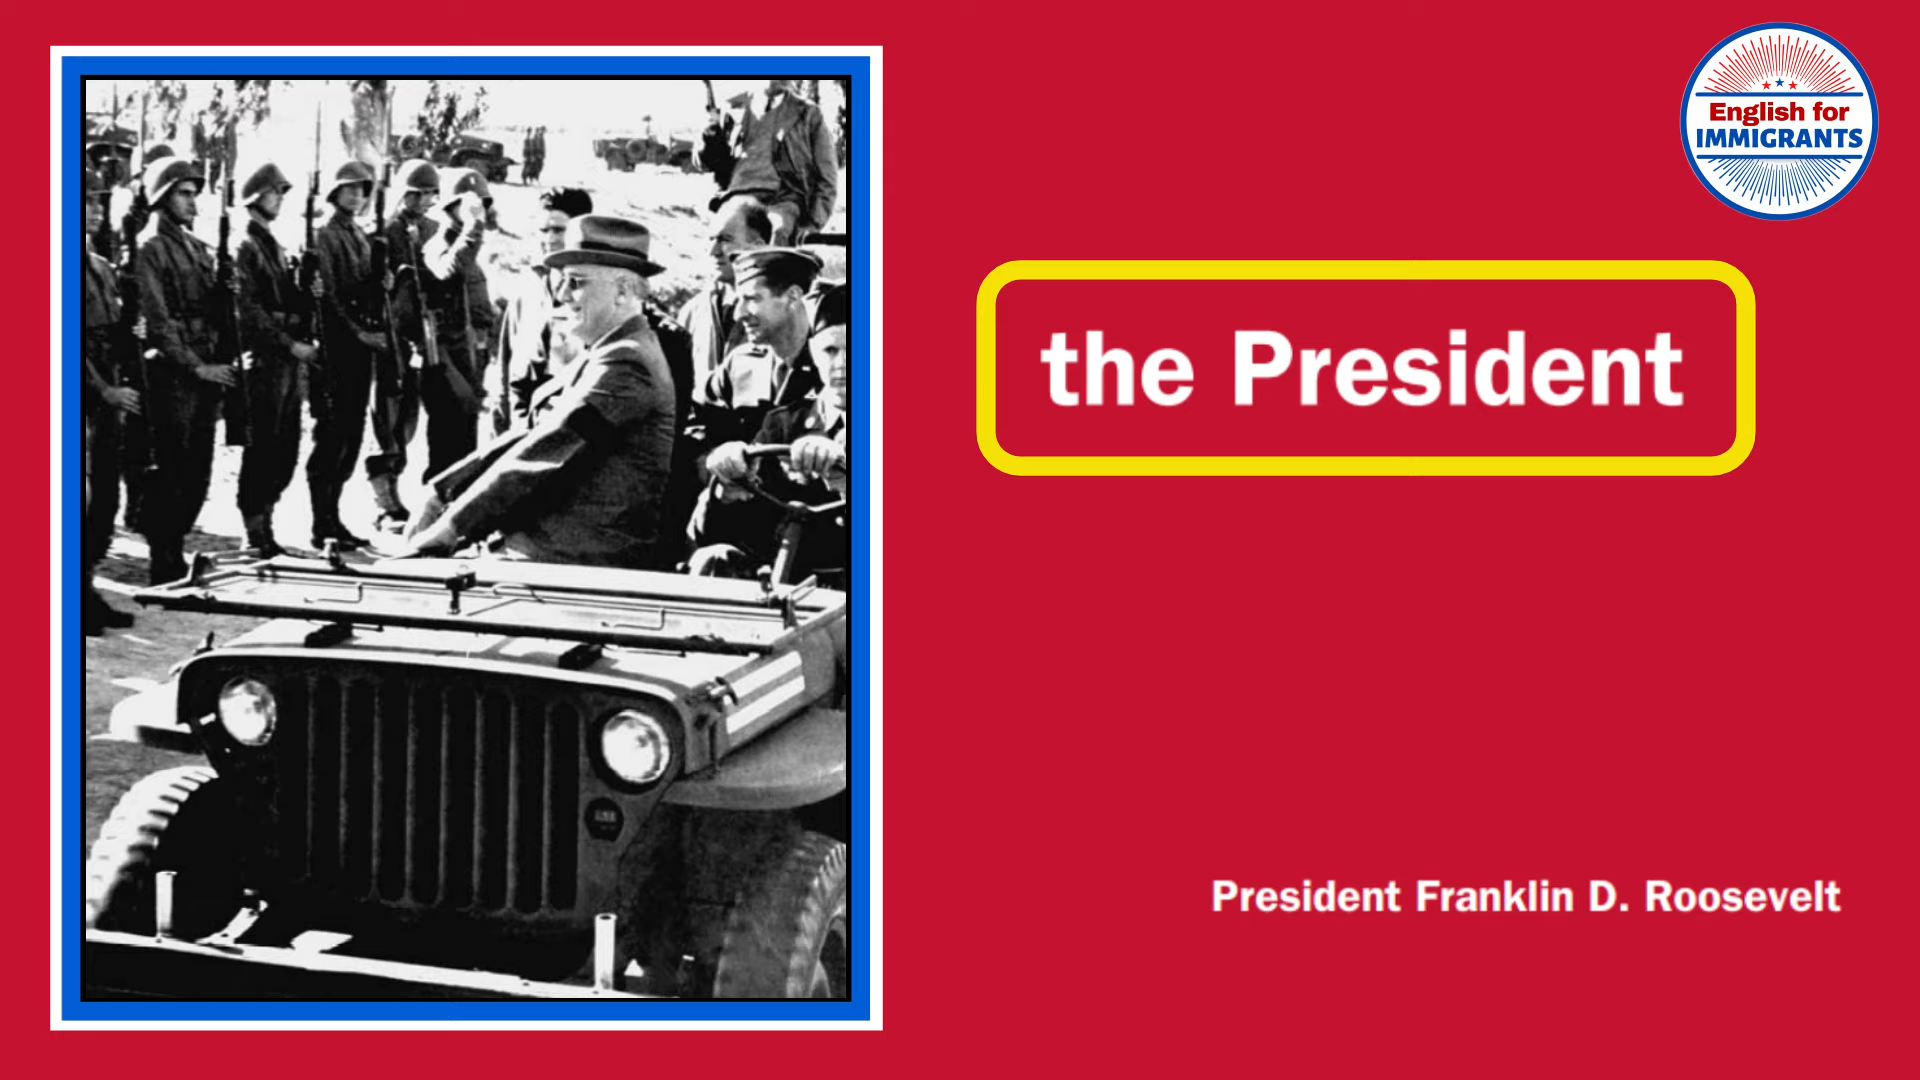 English for
IMMIGRANTS
the President
President Franklin D. Roosevelt